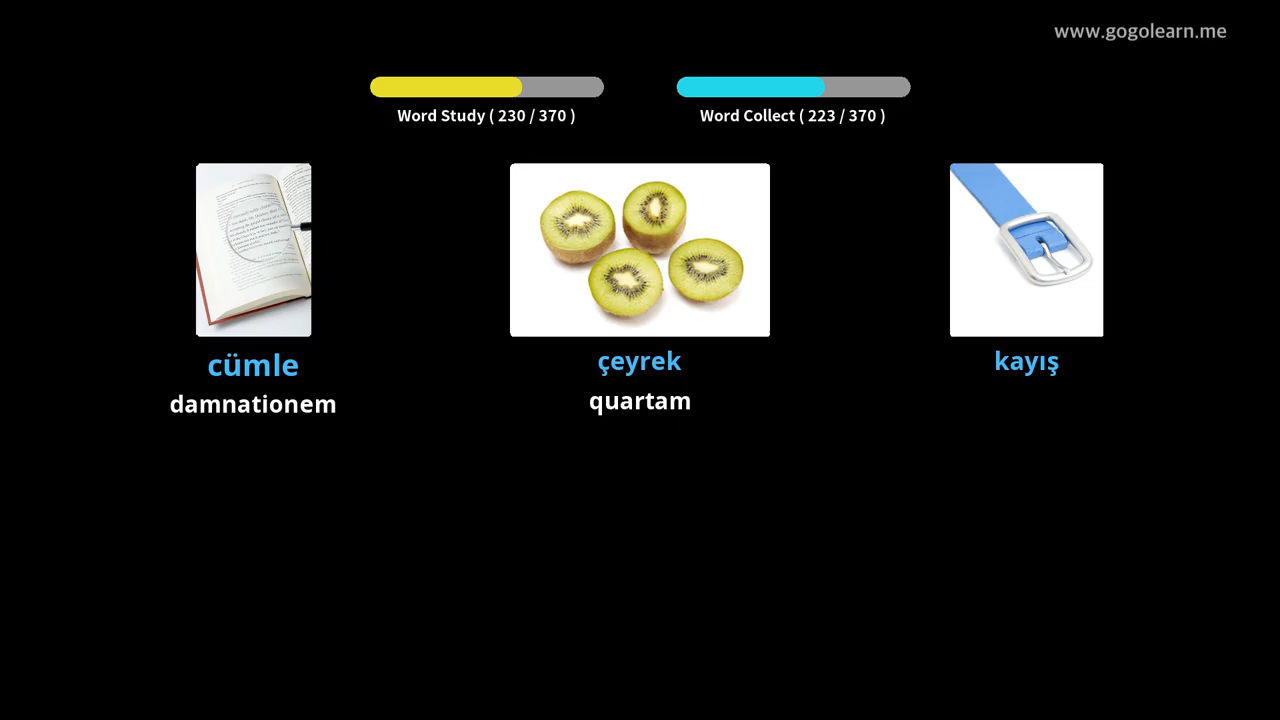 www.gogolearn.me
Word Study ( 230 / 370 )
Word Collect ( 223 / 370 )
cümle
damnationem
çeyrek
quartam
kayış